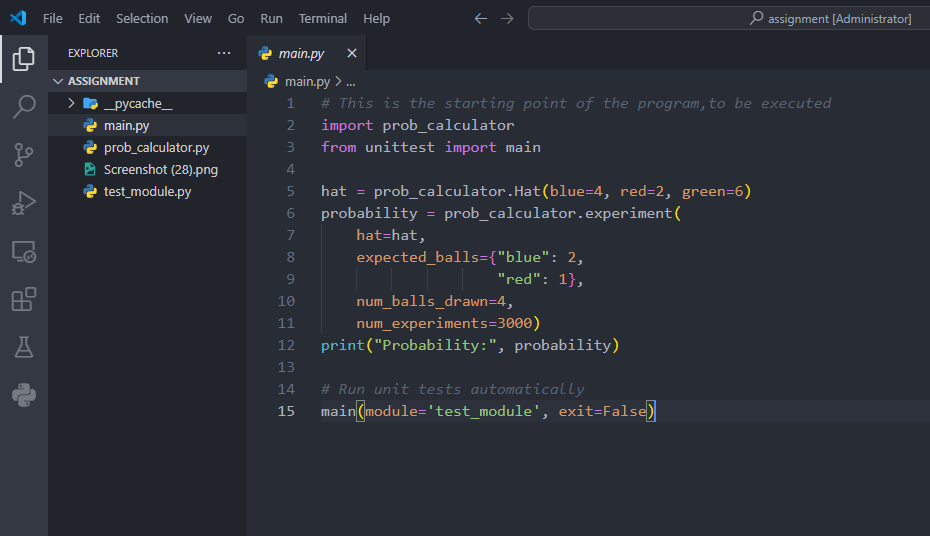 File Edit Selection View Go Run Terminal Help
assignment [Administrator]
EXPLORER
ASSIGNMENT
__pycache__
main.py
prob_calculator.py
Screenshot (28).png
test_module.py
main.py
main.py > ...
1 # This is the starting point of the program,to be executed
2 import prob_calculator
3 from unittest import main
4
5 hat = prob_calculator.Hat(blue=4, red=2, green=6)
6 probability = prob_calculator.experiment(
7     hat=hat,
8     expected_balls={"blue": 2,
9                     "red": 1},
10     num_balls_drawn=4,
11     num_experiments=3000)
12 print("Probability:", probability)
13
14 # Run unit tests automatically
15 main(module='test_module', exit=False)